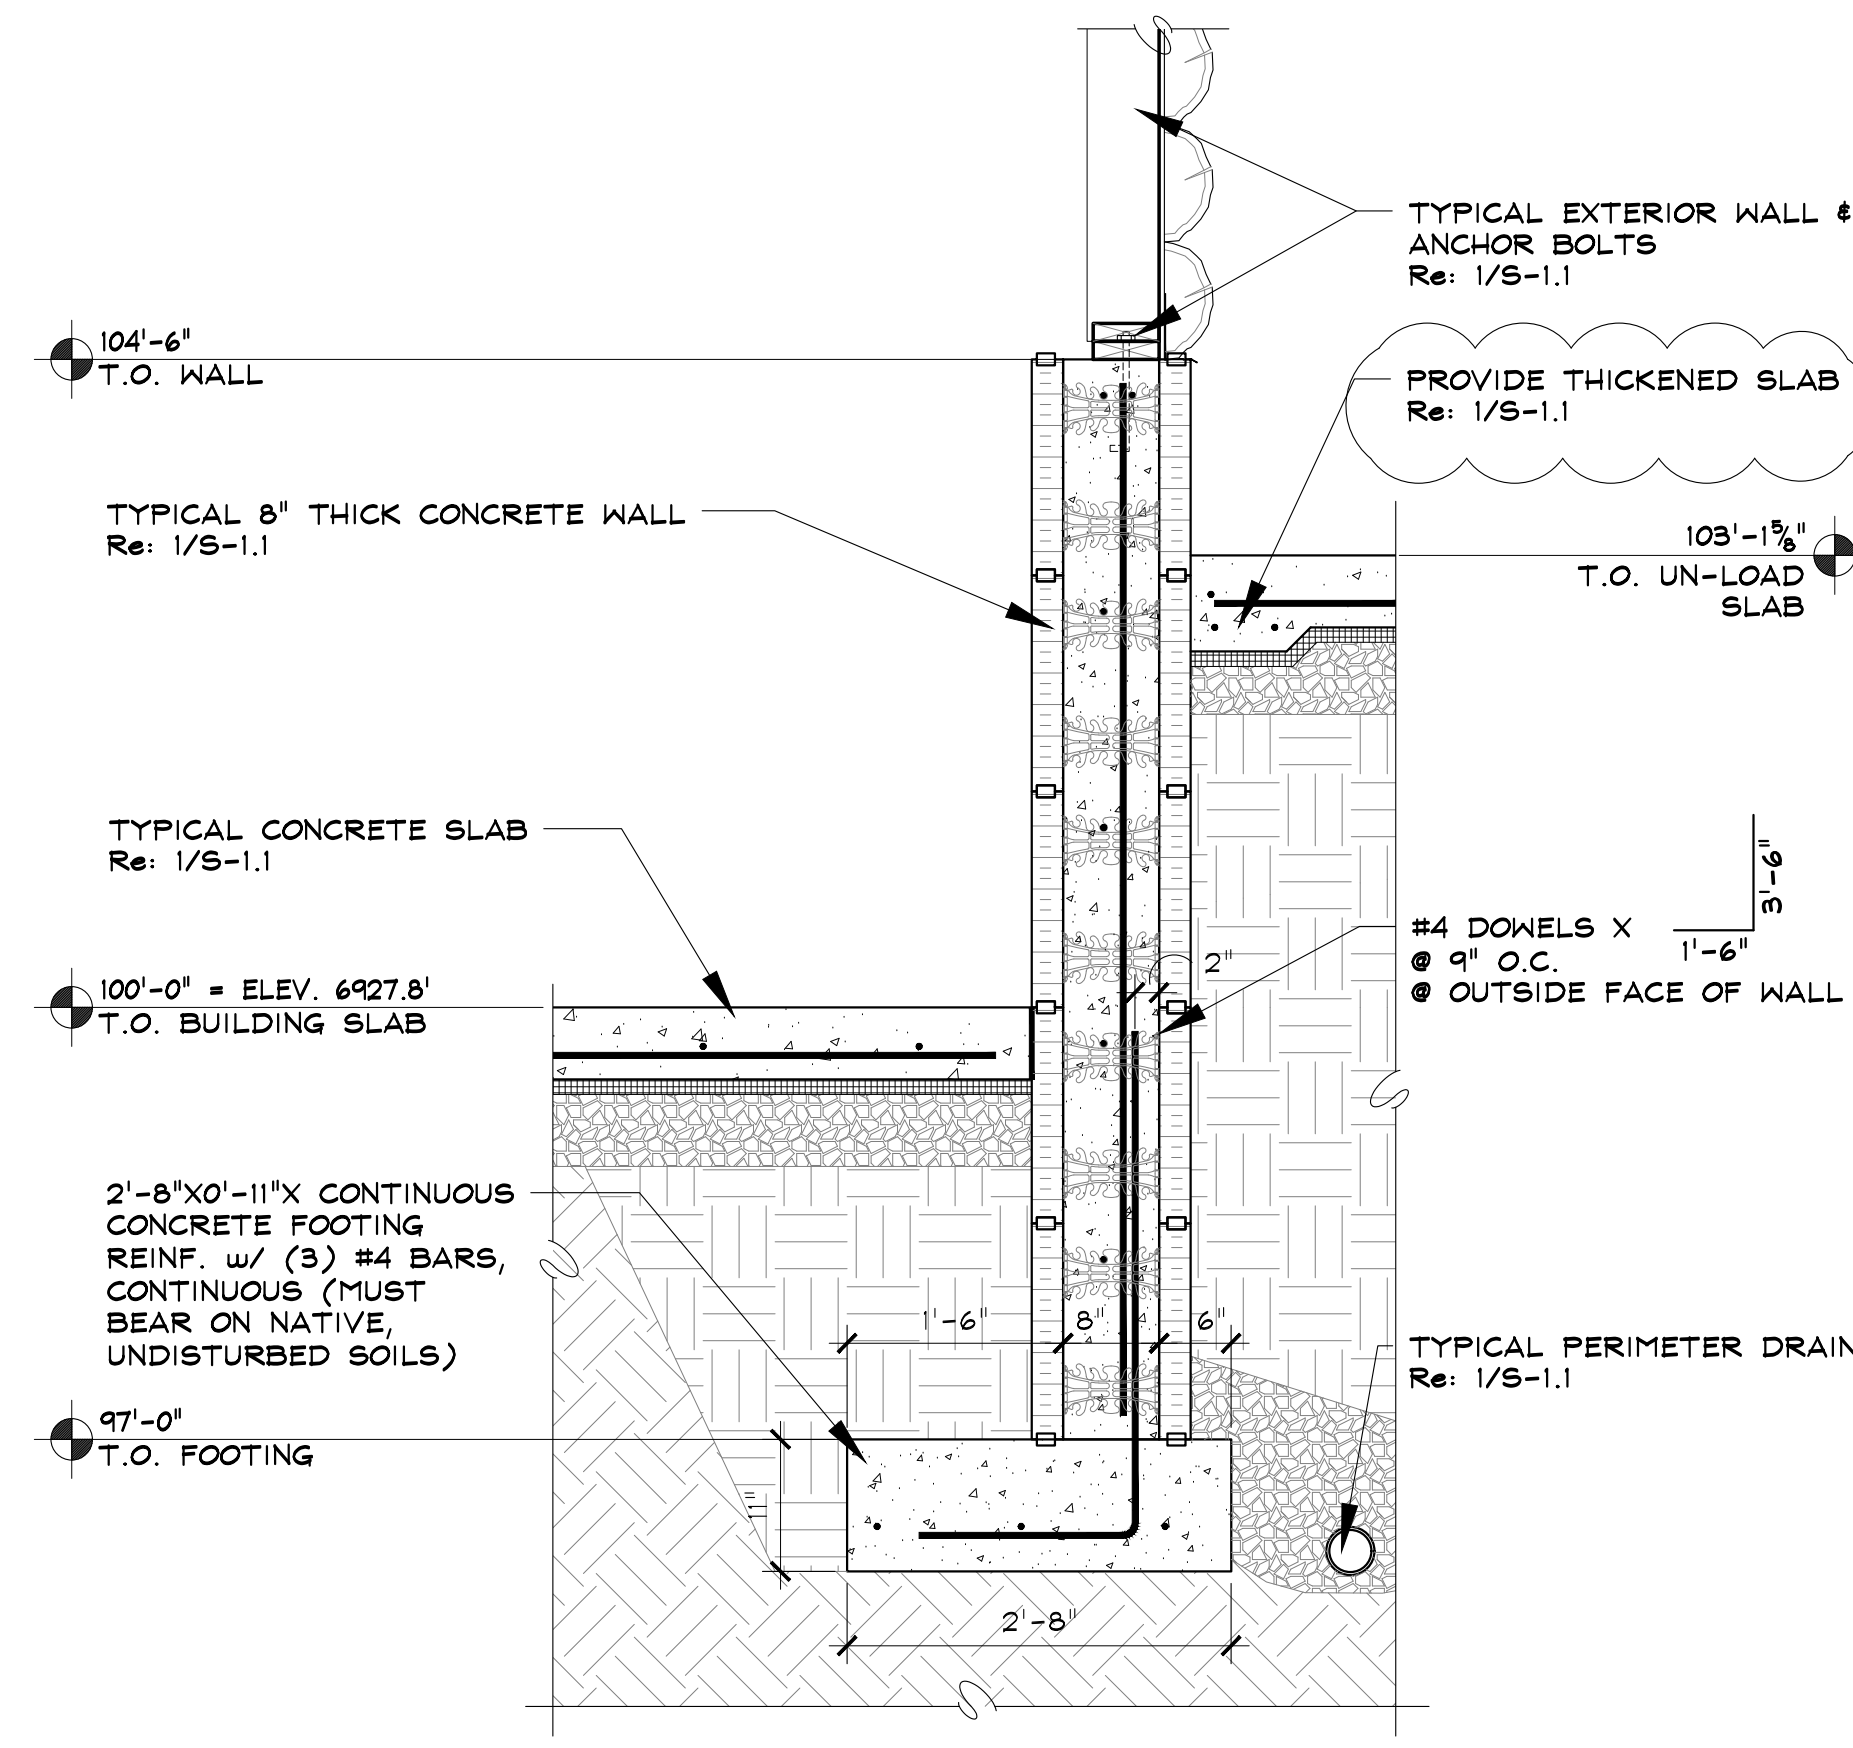 TYPICAL EXTERIOR WALL &
ANCHOR BOLTS
Re: 1/S-1.1
104'-6"
T.O. WALL
PROVIDE THICKENED SLAB
Re: 1/S-1.1
TYPICAL 8" THICK CONCRETE WALL
Re: 1/S-1.1
103'-1⅝"
T.O. UN-LOAD
SLAB
TYPICAL CONCRETE SLAB
Re: 1/S-1.1
3'-6"
1'-6"
#4 DOWELS X
@ 9" O.C.
@ OUTSIDE FACE OF WALL
2"
100'-0" = ELEV. 6927.8'
T.O. BUILDING SLAB
2'-8"X0'-11"X CONTINUOUS
CONCRETE FOOTING
REINF. w/ (3) #4 BARS,
CONTINUOUS (MUST
BEAR ON NATIVE,
UNDISTURBED SOILS)
1'-6"
8"
6"
TYPICAL PERIMETER DRAIN
Re: 1/S-1.1
97'-0"
T.O. FOOTING
11"
2'-8"